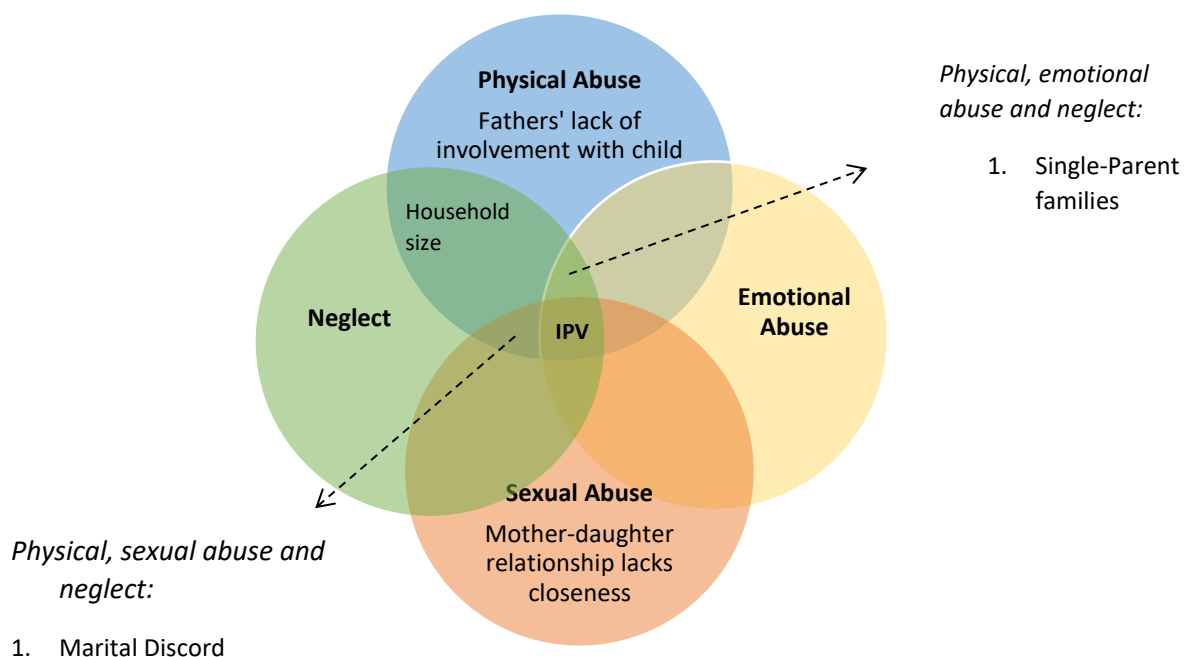 Physical Abuse
Fathers' lack of
involvement with child
Physical, emotional
abuse and neglect:
1. Single-Parent
families
Household
size
Neglect
IPV
Emotional
Abuse
Sexual Abuse
Mother-daughter
relationship lacks
closeness
Physical, sexual abuse and
neglect:
1. Marital Discord